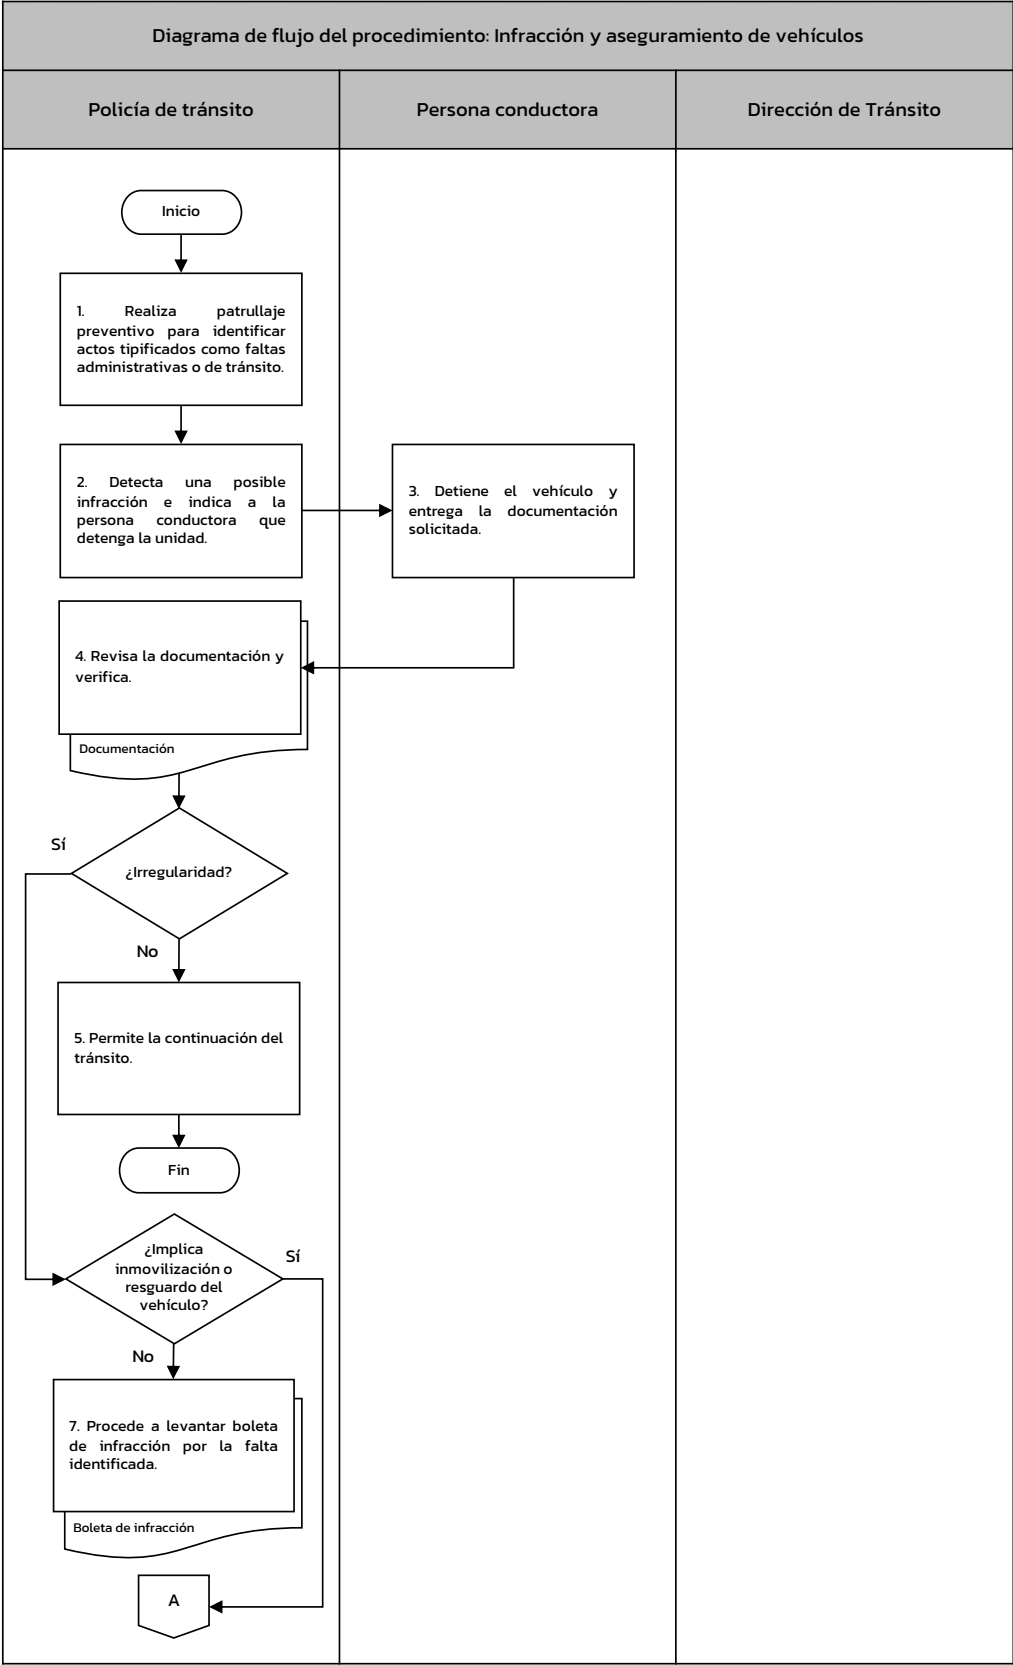 Diagrama de flujo del procedimiento: Infracción y aseguramiento de vehículos
Policía de tránsito
Persona conductora
Dirección de Tránsito
Inicio
1. Realiza patrullaje
preventivo para identificar
actos tipificados como faltas
administrativas o de tránsito.
2. Detecta una posible
infracción e indica a la
persona conductora que
detenga la unidad.
3. Detiene el vehículo y
entrega la documentación
solicitada.
4. Revisa la documentación y
verifica.
Documentación
Sí
¿Irregularidad?
No
5. Permite la continuación del
tránsito.
Fin
¿Implica
inmovilización o
resguardo del
vehículo?
Sí
No
7. Procede a levantar boleta
de infracción por la falta
identificada.
Boleta de infracción
A